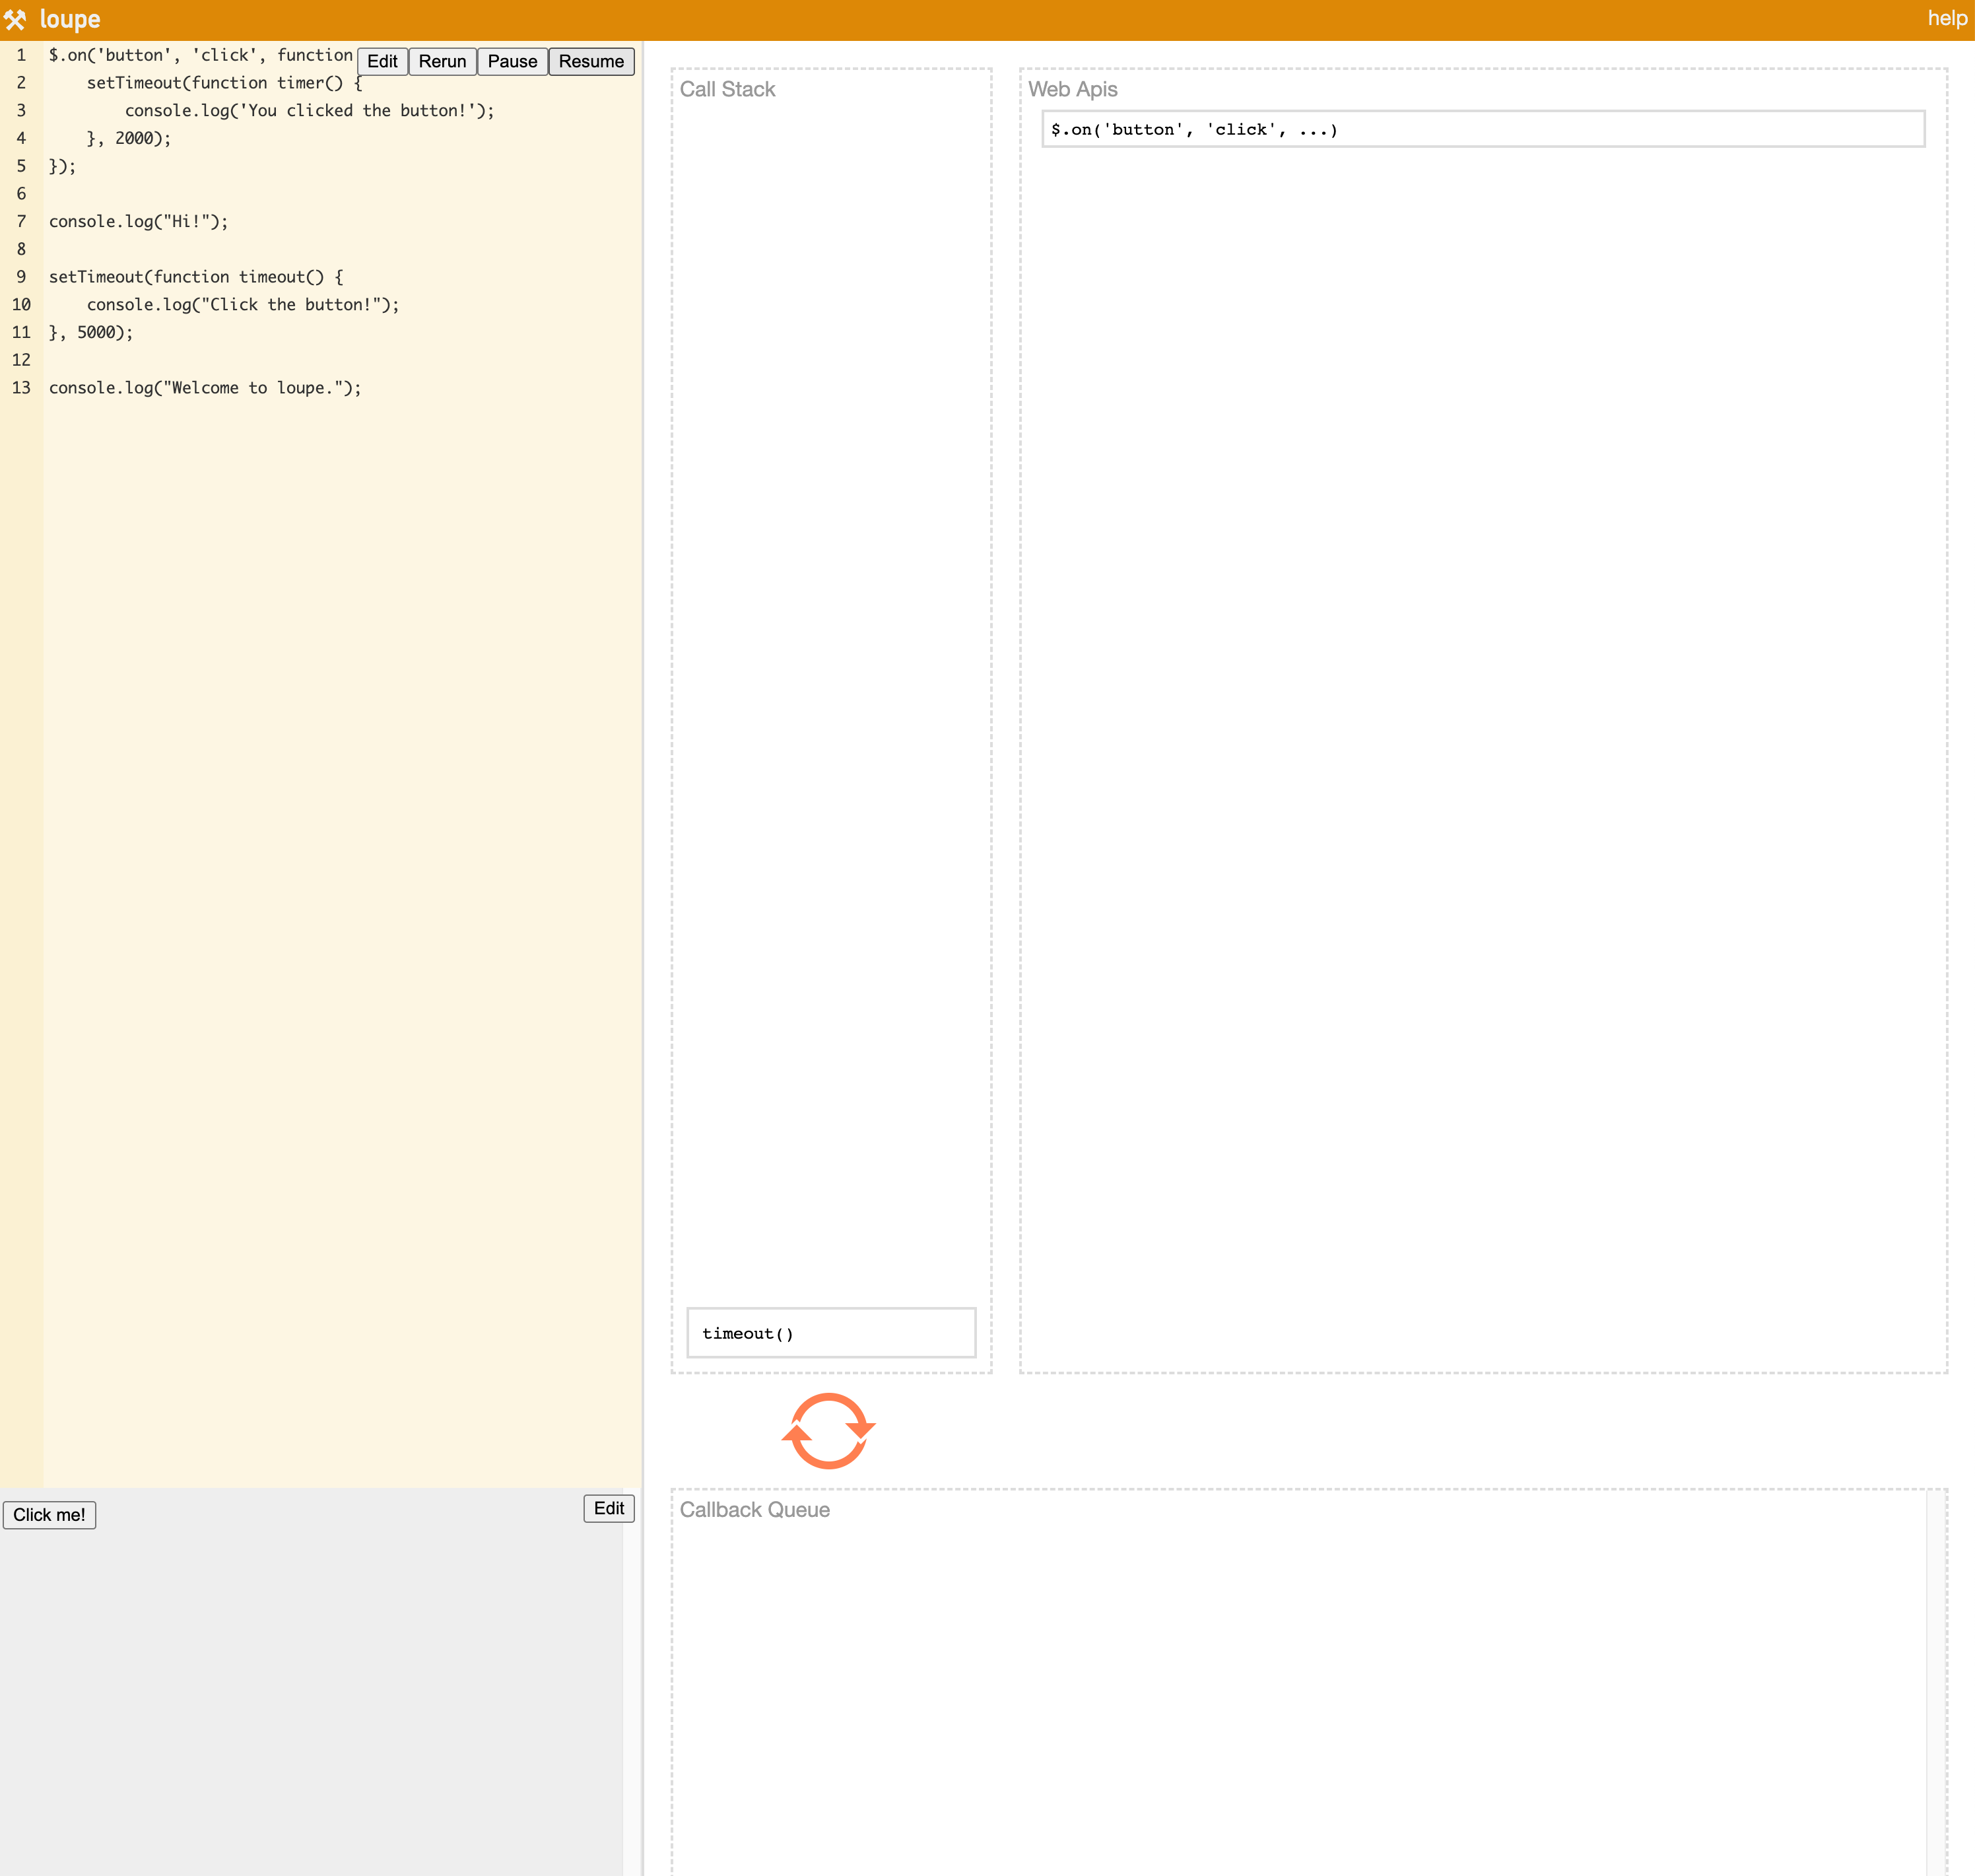 loupe
help
Edit Rerun Pause Resume
1 $.on('button', 'click', function
2     setTimeout(function timer() {
3         console.log('You clicked the button!');
4     }, 2000);
5 });
6
7 console.log("Hi!");
8
9 setTimeout(function timeout() {
10     console.log("Click the button!");
11 }, 5000);
12
13 console.log("Welcome to loupe.");
Click me!
Edit
Call Stack
timeout()
Web Apis
$.on('button', 'click', ...)
Callback Queue